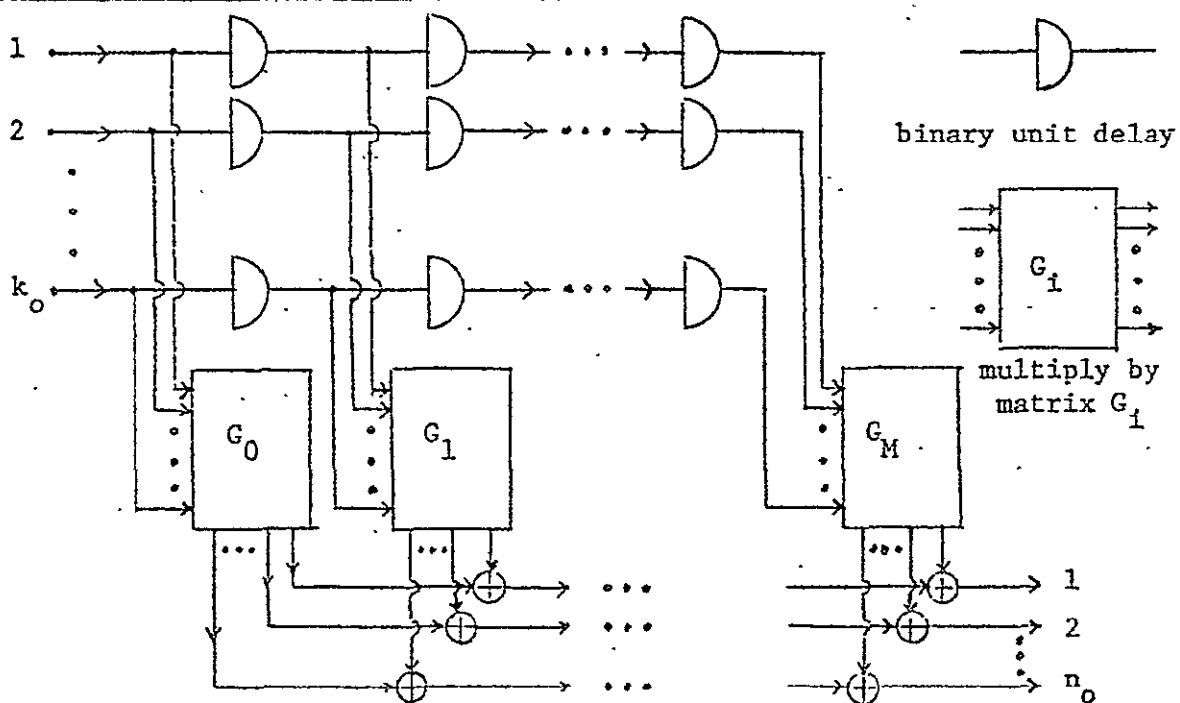 1
2
binary unit delay
k_o
G_i
multiply by
matrix G_i
G_0
G_1
G_M
1
2
n_o